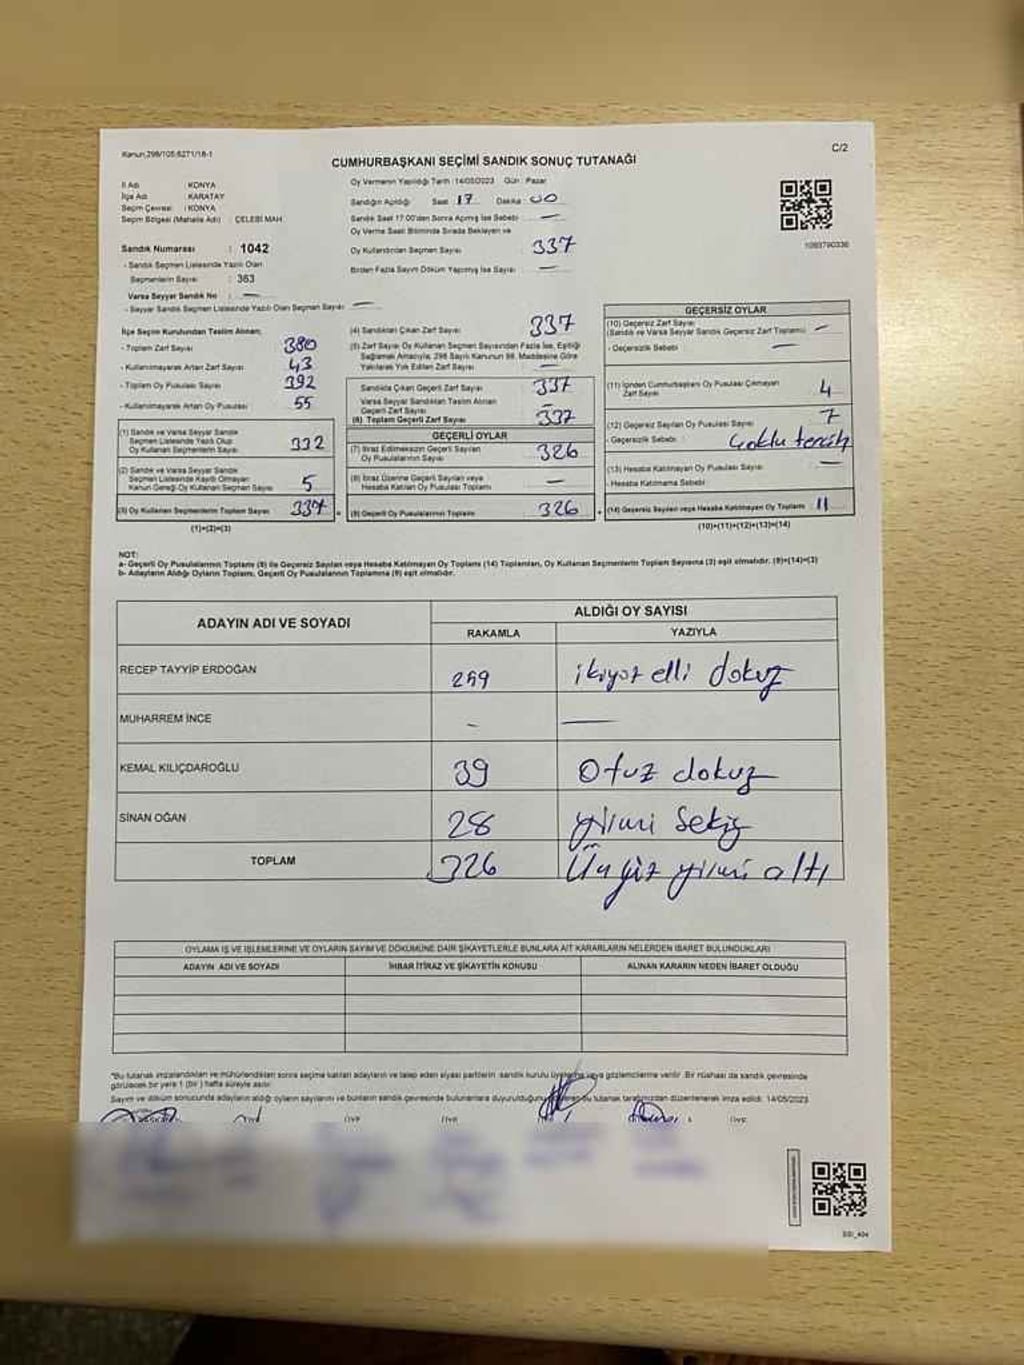 Kanun;298/105;6271/18-1
C/2
CUMHURBAŞKANI SEÇİMİ SANDIK SONUÇ TUTANAĞI
İl Adı : KONYA
İlçe Adı : KARATAY
Seçim Çevresi : KONYA
Seçim Bölgesi (Mahalle Adı) : ÇELEBİ MAH.
Sandık Numarası : 1042
- Sandık Seçmen Listesinde Yazılı Olan
Seçmenlerin Sayısı : 363
Varsa Seyyar Sandık No : —
- Seyyar Sandık Seçmen Listesinde Yazılı Olan Seçmen Sayısı : —
Oy Vermenin Yapıldığı Tarih :14/05/2023 Gün : Pazar
Sandığın Açıldığı Saat : 17 Dakika : 00
Sandık Saat 17:00'den Sonra Açılmış İse Sebebi : —
Oy Verme Saati Bitiminde Sırada Bekleyen ve
Oy Kullandırılan Seçmen Sayısı : 337
Birden Fazla Sayım Döküm Yapılmış İse Sayısı : —
1093790336
İlçe Seçim Kurulundan Teslim Alınan;
- Toplam Zarf Sayısı : 380
- Kullanılmayarak Artan Zarf Sayısı : 43
- Toplam Oy Pusulası Sayısı : 392
- Kullanılmayarak Artan Oy Pusulası : 55
(1) Sandık ve Varsa Seyyar Sandık
Seçmen Listesinde Yazılı Olup
Oy Kullanan Seçmenlerin Sayısı : 332
(2) Sandık ve Varsa Seyyar Sandık
Seçmen Listesinde Kayıtlı Olmayan
Kanun Gereği Oy Kullanan Seçmen Sayısı : 5
(3) Oy Kullanan Seçmenlerin Toplam Sayısı : 337
(1)+(2)=(3)
(4) Sandıktan Çıkan Zarf Sayısı : 337
(5) Zarf Sayısı Oy Kullanan Seçmen Sayısından Fazla İse, Eşitliği
Sağlamak Amacıyla, 298 Sayılı Kanunun 98. Maddesine Göre
Yakılarak Yok Edilen Zarf Sayısı : —
Sandıkta Çıkan Geçerli Zarf Sayısı : 337
Varsa Seyyar Sandıktan Teslim Alınan
Geçerli Zarf Sayısı : —
(6) Toplam Geçerli Zarf Sayısı : 337
GEÇERLİ OYLAR
(7) İtiraz Edilmeksizin Geçerli Sayılan
Oy Pusulalarının Sayısı : 326
(8) İtiraz Üzerine Geçerli Sayılan veya
Hesaba Katılan Oy Pusulası Toplamı : —
(9) Geçerli Oy Pusulalarının Toplamı : 326
GEÇERSİZ OYLAR
(10) Geçersiz Zarf Sayısı : —
(Sandık ve Varsa Seyyar Sandık Geçersiz Zarf Toplamı)
- Geçersizlik Sebebi : —
(11) İçinden Cumhurbaşkanı Oy Pusulası Çıkmayan
Zarf Sayısı : 4
(12) Geçersiz Sayılan Oy Pusulası Sayısı : 7
- Geçersizlik Sebebi : çoklu tercih
(13) Hesaba Katılmayan Oy Pusulası Sayısı : —
- Hesaba Katılmama Sebebi :
(14) Geçersiz Sayılan veya Hesaba Katılmayan Oy Toplamı : 11
(10)+(11)+(12)+(13)=(14)
NOT:
a- Geçerli Oy Pusulasının Toplamı (9) ile Geçersiz Sayılan veya Hesaba Katılmayan Oy Toplamı (14) Toplamları, Oy Kullanan Seçmenlerin Toplam Sayısına (3) eşit olmalıdır. (9)+(14)=(3)
b- Adayların Aldığı Oyların Toplamı, Geçerli Oy Pusulalarının Toplamına (9) eşit olmalıdır.
ADAYIN ADI VE SOYADI
ALDIĞI OY SAYISI
RAKAMLA YAZIYLA
RECEP TAYYİP ERDOĞAN 259 ikiyüz elli dokuz
MUHARREM İNCE - —
KEMAL KILIÇDAROĞLU 39 Otuz dokuz
SİNAN OĞAN 28 yirmi sekiz
TOPLAM 326 Üçyüz yirmi altı
OYLAMA İŞ VE İŞLEMLERİNE VE OYLARIN SAYIM VE DÖKÜMÜNE DAİR ŞİKAYETLERLE BUNLARA AİT KARARLARIN NELERDEN İBARET BULUNDUKLARI
ADAYIN ADI VE SOYADI İHBAR İTİRAZ VE ŞİKAYETİN KONUSU ALINAN KARARIN NEDEN İBARET OLDUĞU
*Bu tutanak imzalandıktan ve mühürlendikten sonra seçime katılan adayların ve talep eden siyasi partilerin sandık kurulu üyelerine veya gözlemcilerine verilir. Bir nüshası da sandık çevresinde
görülecek bir yere 1 (bir) hafta süreyle asılır.
Sayım ve döküm sonucunda adayların aldığı oyların sayılarını ve bunların sandık çevresinde bulunanlara duyurulduğunu bu tutanak tarafımızdan düzenlenerek imza edildi. 14/05/2023